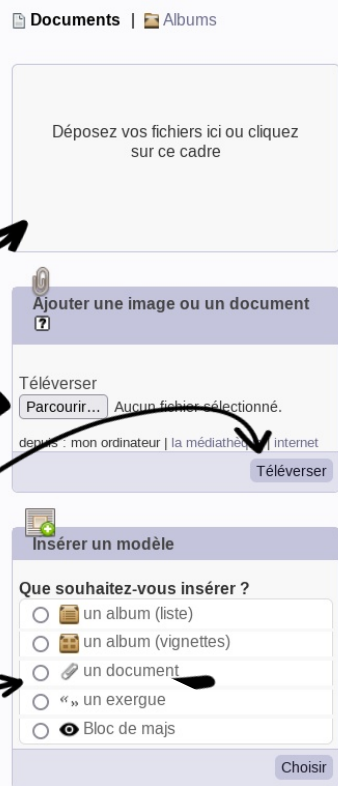 Documents | Albums
Déposez vos fichiers ici ou cliquez
sur ce cadre
Ajouter une image ou un document
?
Téléverser
Parcourir... Aucun fichier sélectionné.
depuis : mon ordinateur | la médiathèque | internet
Téléverser
Insérer un modèle
Que souhaitez-vous insérer ?
un album (liste)
un album (vignettes)
un document
« „ un exergue
Bloc de majs
Choisir